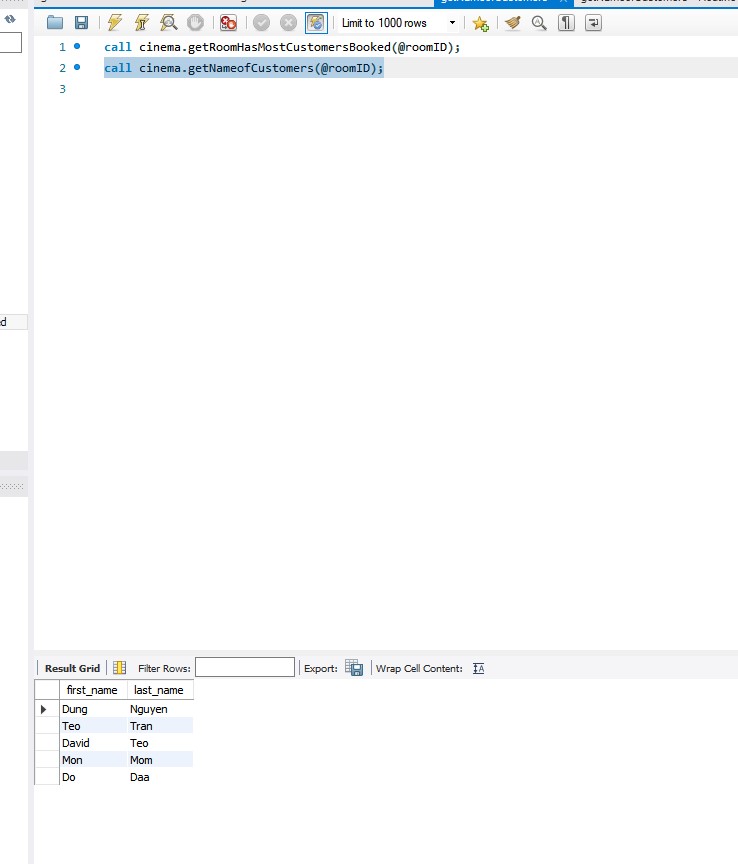 Limit to 1000 rows
1 call cinema.getRoomHasMostCustomersBooked(@roomID);
2 call cinema.getNameofCustomers(@roomID);
3
ed
Result Grid Filter Rows: Export: Wrap Cell Content:
first_name last_name
Dung Nguyen
Teo Tran
David Teo
Mon Mom
Do Daa